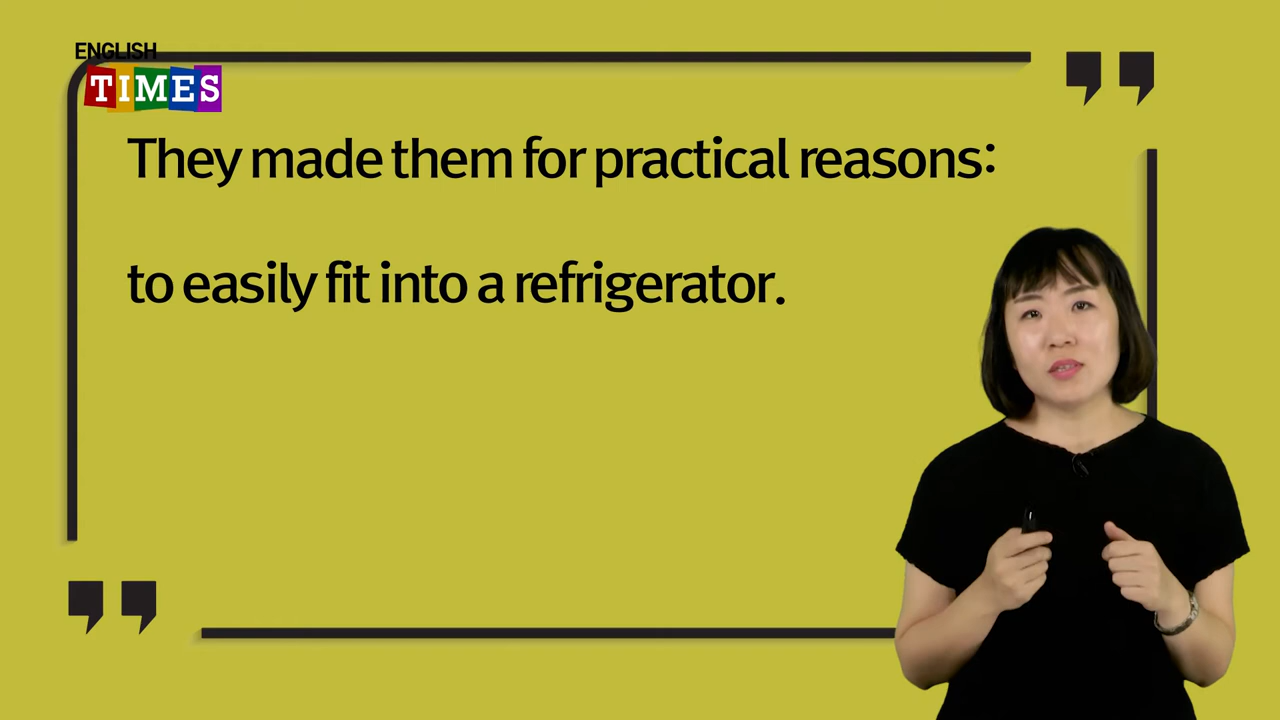 ENGLISH
TIMES
They made them for practical reasons:
to easily fit into a refrigerator.